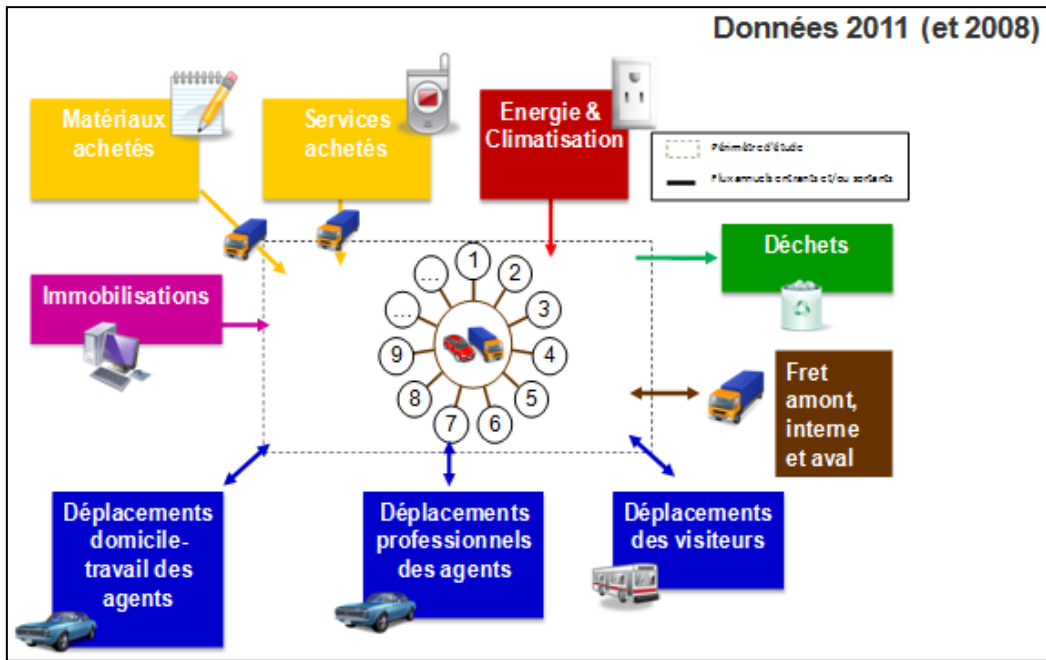 Données 2011 (et 2008)
Matériaux
achetés
Services
achetés
Energie &
Climatisation
Périmètre d'étude
Flux annuels entrants et/ou sortants
Déchets
Immobilisations
1
2
3
4
5
6
7
8
9
...
...
Fret
amont,
interne
et aval
Déplacements
domicile-
travail des
agents
Déplacements
professionnels
des agents
Déplacements
des visiteurs